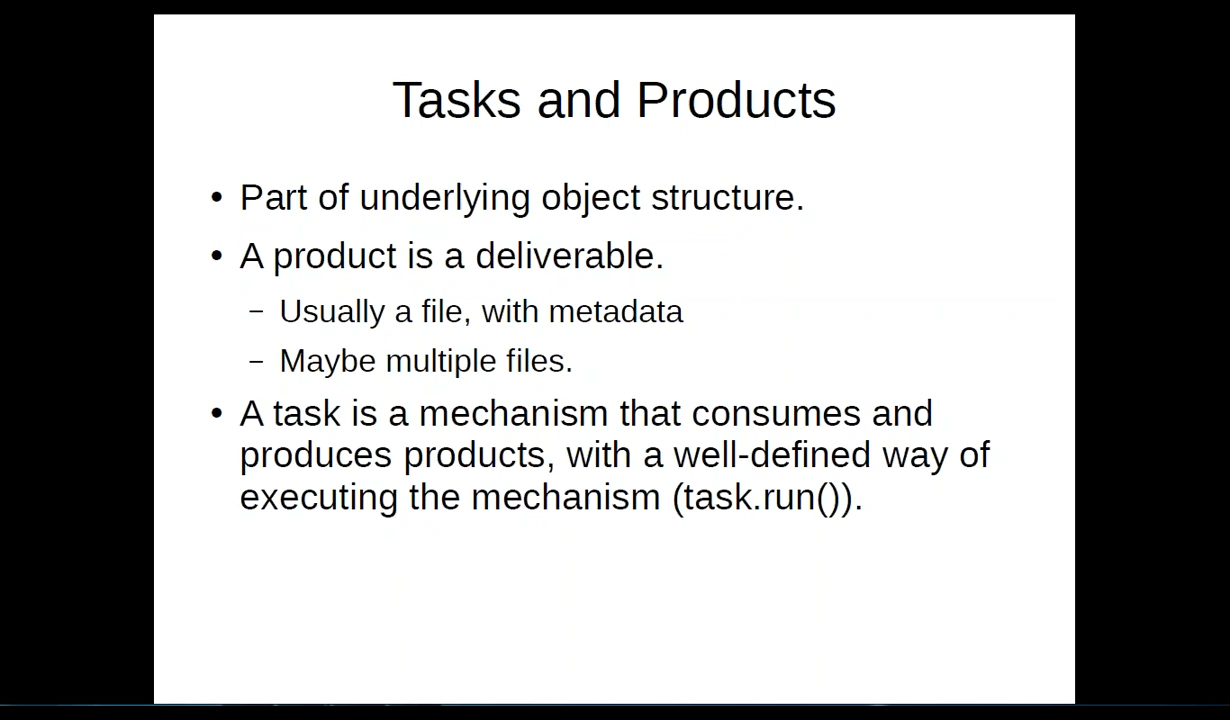 Tasks and Products
• Part of underlying object structure.
• A product is a deliverable.
– Usually a file, with metadata
– Maybe multiple files.
• A task is a mechanism that consumes and
produces products, with a well-defined way of
executing the mechanism (task.run()).